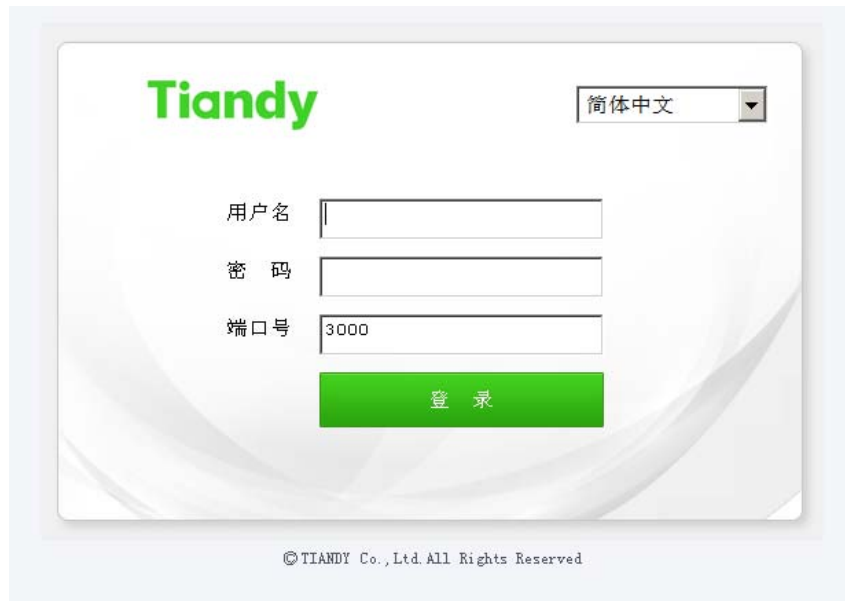 Tiandy
简体中文
用户名
密 码
端口号 3000
登 录
©TIANDY Co.,Ltd.All Rights Reserved